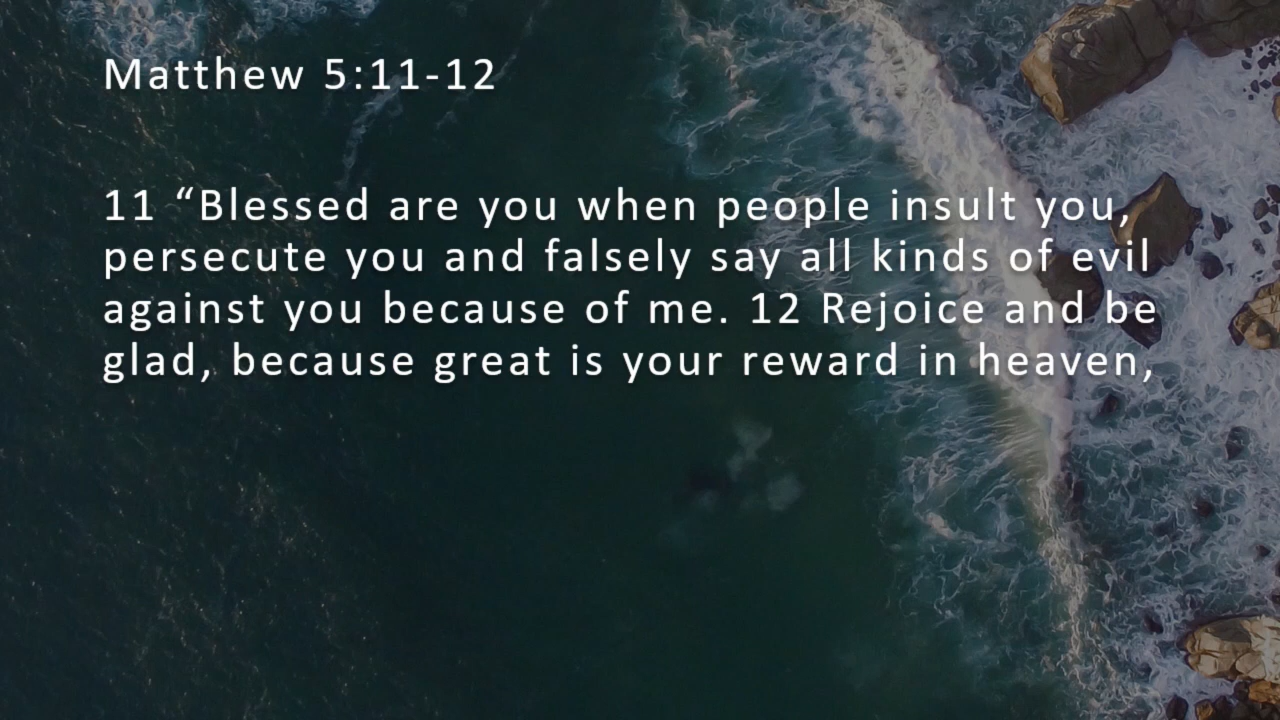 Matthew 5:11-12
11 “Blessed are you when people insult you,
persecute you and falsely say all kinds of evil
against you because of me. 12 Rejoice and be
glad, because great is your reward in heaven,